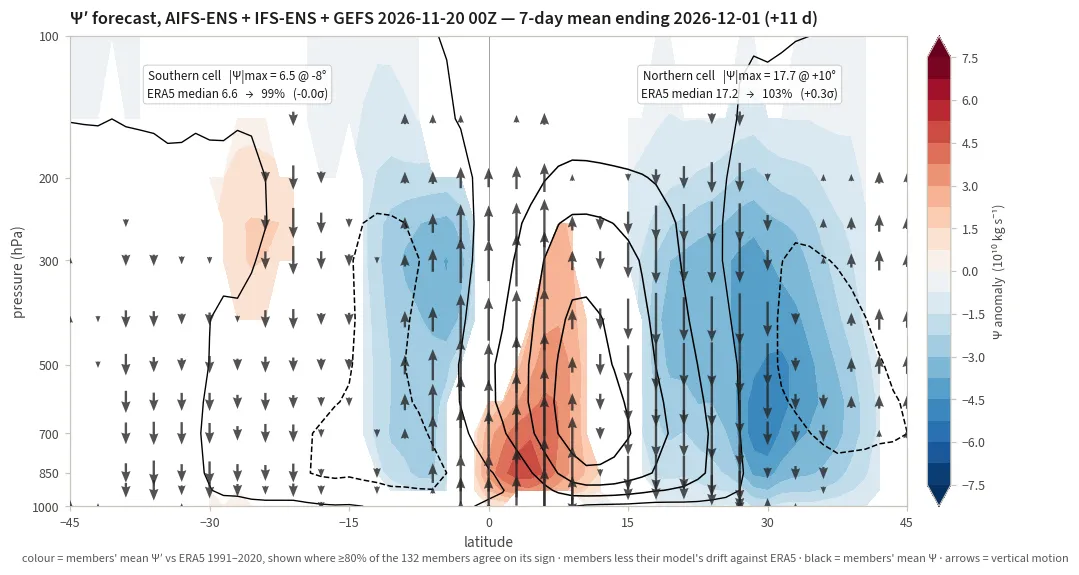 Ψ′ forecast, AIFS-ENS + IFS-ENS + GEFS 2026-11-20 00Z — 7-day mean ending 2026-12-01 (+11 d)
Southern cell |Ψ|max = 6.5 @ -8°
ERA5 median 6.6 → 99% (-0.0σ)
Northern cell |Ψ|max = 17.7 @ +10°
ERA5 median 17.2 → 103% (+0.3σ)
pressure (hPa)
100
200
300
400
500
700
850
1000
−45
−30
−15
0
15
30
45
latitude
7.5
6.0
4.5
3.0
1.5
0.0
−1.5
−3.0
−4.5
−6.0
−7.5
Ψ anomaly (10¹⁰ kg s⁻¹)
colour = members' mean Ψ′ vs ERA5 1991–2020, shown where ≥80% of the 132 members agree on its sign · members less their model's drift against ERA5 · black = members' mean Ψ · arrows = vertical motion